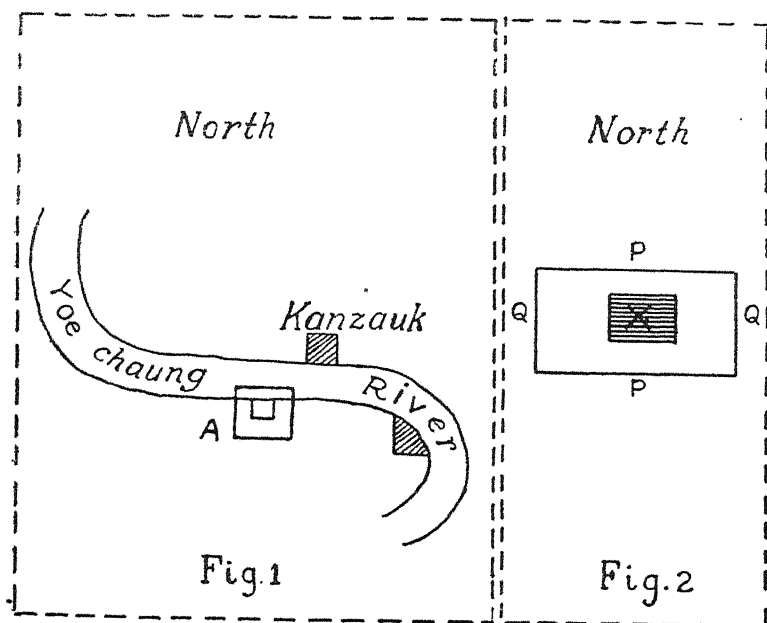 North
Yoe chaung River
Kanzauk
A
Fig.1
North
P
Q
X
Q
P
Fig.2